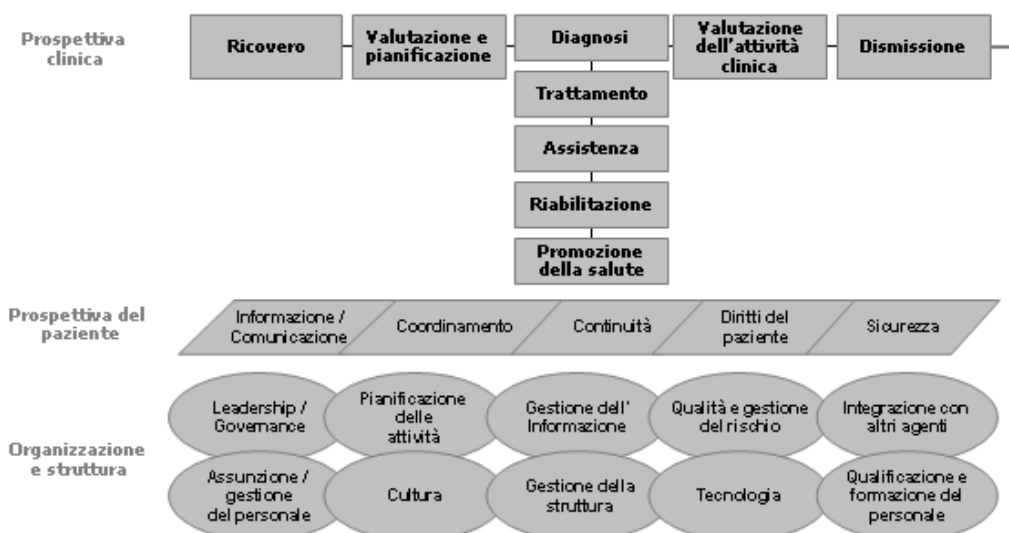 Prospettiva
clinica
Ricovero
Valutazione e
pianificazione
Diagnosi
Valutazione
dell'attività
clinica
Dismissione
Trattamento
Assistenza
Riabilitazione
Promozione
della salute
Prospettiva del
paziente
Informazione /
Comunicazione
Coordinamento
Continuità
Diritti del
paziente
Sicurezza
Organizzazione
e struttura
Leadership /
Governance
Pianificazione
delle
attività
Gestione dell'
Informazione
Qualità e gestione
del rischio
Integrazione con
altri agenti
Assunzione /
gestione
del personale
Cultura
Gestione della
struttura
Tecnologia
Qualificazione e
formazione del
personale